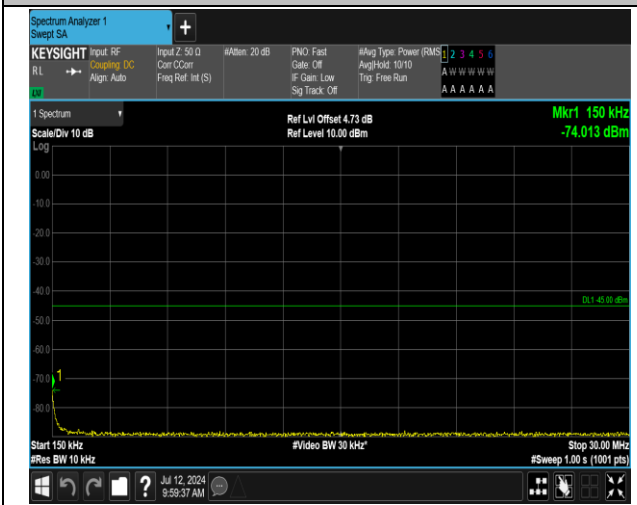 Spectrum Analyzer 1
Swept SA
+
KEYSIGHT Input: RF Input Z: 50 Ω #Atten: 20 dB PNO: Fast #Avg Type: Power (RMS 1 2 3 4 5 6
RL Coupling: DC Corr CCorr Gate: Off Avg|Hold: 10/10 A W W W W W
Align: Auto Freq Ref: Int (S) IF Gain: Low Trig: Free Run
LXI Sig Track: Off A A A A A A
1 Spectrum Ref Lvl Offset 4.73 dB Mkr1 150 kHz
Scale/Div 10 dB Ref Level 10.00 dBm -74.013 dBm
Log
0.00
-10.0
-20.0
-30.0
-40.0
DL1 -45.00 dBm
-50.0
-60.0
-70.0 1
-80.0
Start 150 kHz #Video BW 30 kHz* Stop 30.00 MHz
#Res BW 10 kHz #Sweep 1.00 s (1001 pts)
? Jul 12, 2024
9:59:37 AM